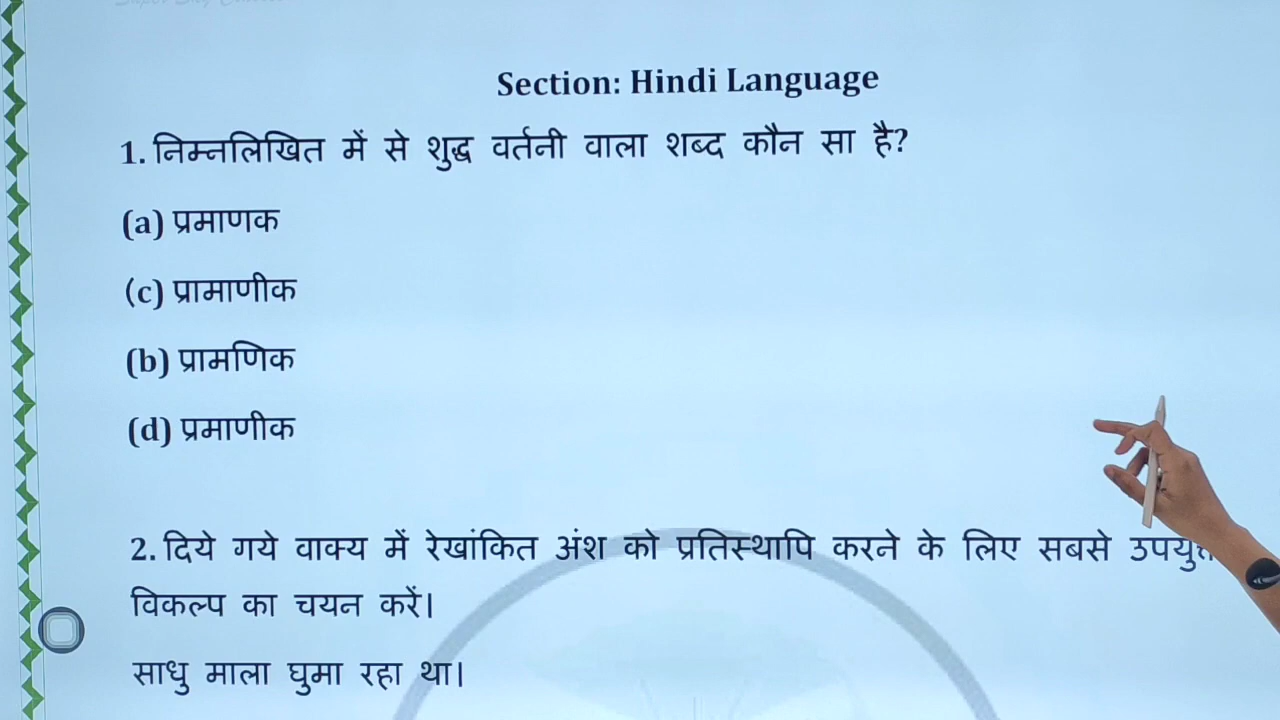 Section: Hindi Language
1. निम्नलिखित में से शुद्ध वर्तनी वाला शब्द कौन सा है?
(a) प्रमाणक
(c) प्रामाणीक
(b) प्रामणिक
(d) प्रमाणीक
2. दिये गये वाक्य में रेखांकित अंश को प्रतिस्थापि करने के लिए सबसे
विकल्प का चयन करें।
साधु माला घुमा रहा था।